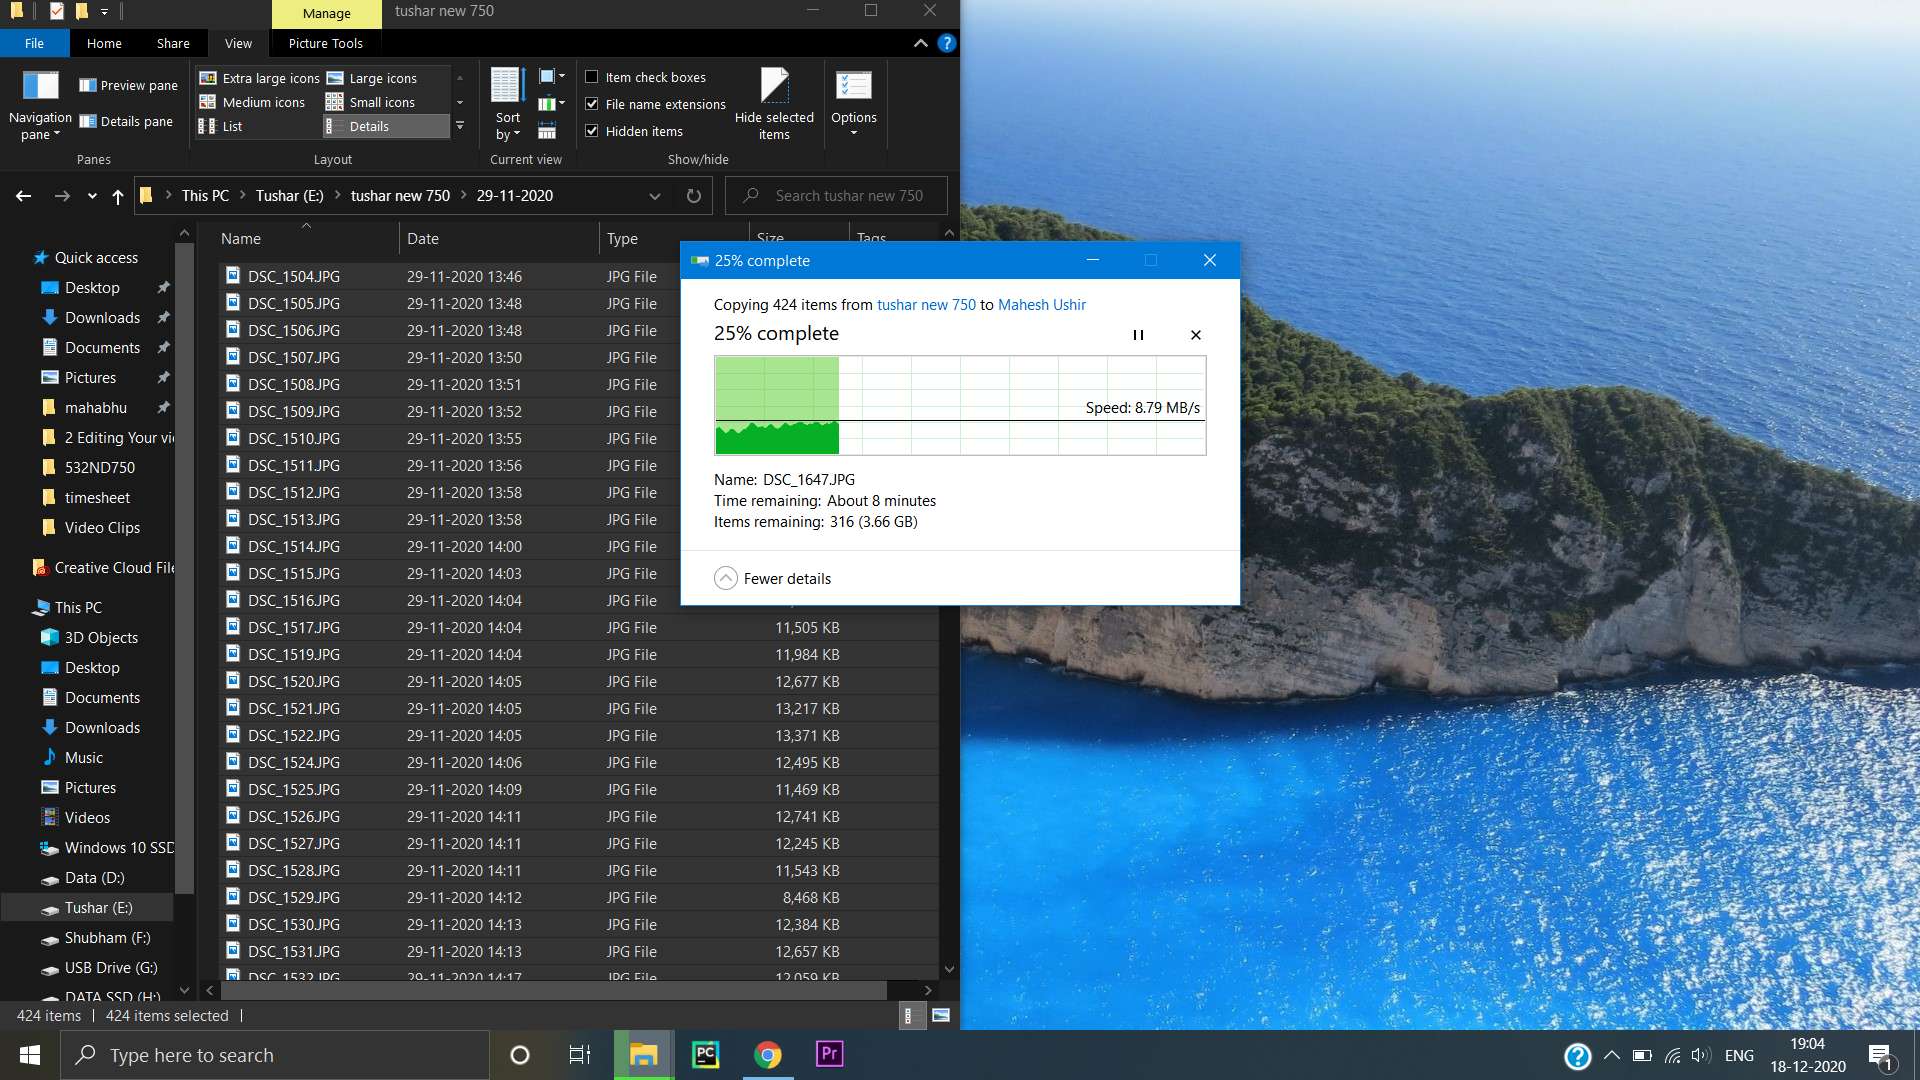 Manage
tushar new 750
File
Home
Share
View
Picture Tools
Navigation pane
Preview pane
Details pane
Panes
Extra large icons
Large icons
Medium icons
Small icons
List
Details
Layout
Sort by
Current view
Item check boxes
File name extensions
Hidden items
Hide selected items
Show/hide
Options
This PC
Tushar (E:)
tushar new 750
29-11-2020
Search tushar new 750
Quick access
Desktop
Downloads
Documents
Pictures
mahabhu
2 Editing Your vi
532ND750
timesheet
Video Clips
Creative Cloud File
This PC
3D Objects
Desktop
Documents
Downloads
Music
Pictures
Videos
Windows 10 SSD
Data (D:)
Tushar (E:)
Shubham (F:)
USB Drive (G:)
DATA SSD (H:)
Name Date Type Size Tags
DSC_1504.JPG 29-11-2020 13:46 JPG File
DSC_1505.JPG 29-11-2020 13:48 JPG File
DSC_1506.JPG 29-11-2020 13:48 JPG File
DSC_1507.JPG 29-11-2020 13:50 JPG File
DSC_1508.JPG 29-11-2020 13:51 JPG File
DSC_1509.JPG 29-11-2020 13:52 JPG File
DSC_1510.JPG 29-11-2020 13:55 JPG File
DSC_1511.JPG 29-11-2020 13:56 JPG File
DSC_1512.JPG 29-11-2020 13:58 JPG File
DSC_1513.JPG 29-11-2020 13:58 JPG File
DSC_1514.JPG 29-11-2020 14:00 JPG File
DSC_1515.JPG 29-11-2020 14:03 JPG File
DSC_1516.JPG 29-11-2020 14:04 JPG File
DSC_1517.JPG 29-11-2020 14:04 JPG File 11,505 KB
DSC_1519.JPG 29-11-2020 14:04 JPG File 11,984 KB
DSC_1520.JPG 29-11-2020 14:05 JPG File 12,677 KB
DSC_1521.JPG 29-11-2020 14:05 JPG File 13,217 KB
DSC_1522.JPG 29-11-2020 14:05 JPG File 13,371 KB
DSC_1524.JPG 29-11-2020 14:06 JPG File 12,495 KB
DSC_1525.JPG 29-11-2020 14:09 JPG File 11,469 KB
DSC_1526.JPG 29-11-2020 14:11 JPG File 12,741 KB
DSC_1527.JPG 29-11-2020 14:11 JPG File 12,245 KB
DSC_1528.JPG 29-11-2020 14:11 JPG File 11,543 KB
DSC_1529.JPG 29-11-2020 14:12 JPG File 8,468 KB
DSC_1530.JPG 29-11-2020 14:13 JPG File 12,384 KB
DSC_1531.JPG 29-11-2020 14:13 JPG File 12,657 KB
DSC_1532.JPG 29-11-2020 14:17 JPG File 12,059 KB
25% complete
Copying 424 items from tushar new 750 to Mahesh Ushir
25% complete
Speed: 8.79 MB/s
Name: DSC_1647.JPG
Time remaining: About 8 minutes
Items remaining: 316 (3.66 GB)
Fewer details
424 items
424 items selected
Type here to search
PC
Pr
ENG
19:04
18-12-2020
1